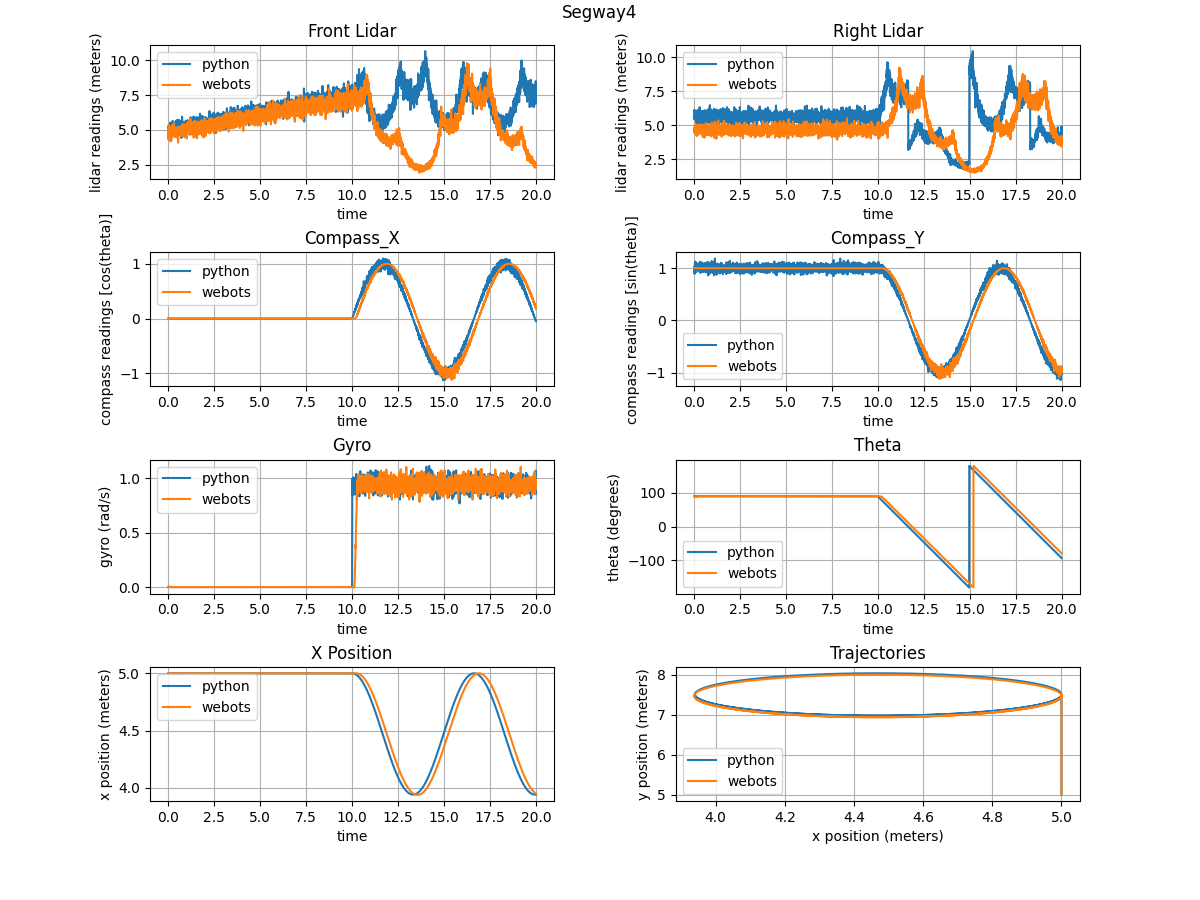 Segway4
Front Lidar
lidar readings (meters)
10.0
7.5
5.0
2.5
python
webots
0.0 2.5 5.0 7.5 10.0 12.5 15.0 17.5 20.0
time
Right Lidar
lidar readings (meters)
10.0
7.5
5.0
2.5
python
webots
0.0 2.5 5.0 7.5 10.0 12.5 15.0 17.5 20.0
time
Compass_X
compass readings [cos(theta)]
1
0
−1
python
webots
0.0 2.5 5.0 7.5 10.0 12.5 15.0 17.5 20.0
time
Compass_Y
compass readings [sin(theta)]
1
0
−1
python
webots
0.0 2.5 5.0 7.5 10.0 12.5 15.0 17.5 20.0
time
Gyro
gyro (rad/s)
1.0
0.5
0.0
python
webots
0.0 2.5 5.0 7.5 10.0 12.5 15.0 17.5 20.0
time
Theta
theta (degrees)
100
0
−100
python
webots
0.0 2.5 5.0 7.5 10.0 12.5 15.0 17.5 20.0
time
X Position
x position (meters)
5.0
4.5
4.0
python
webots
0.0 2.5 5.0 7.5 10.0 12.5 15.0 17.5 20.0
time
Trajectories
y position (meters)
8
7
6
5
python
webots
4.0 4.2 4.4 4.6 4.8 5.0
x position (meters)